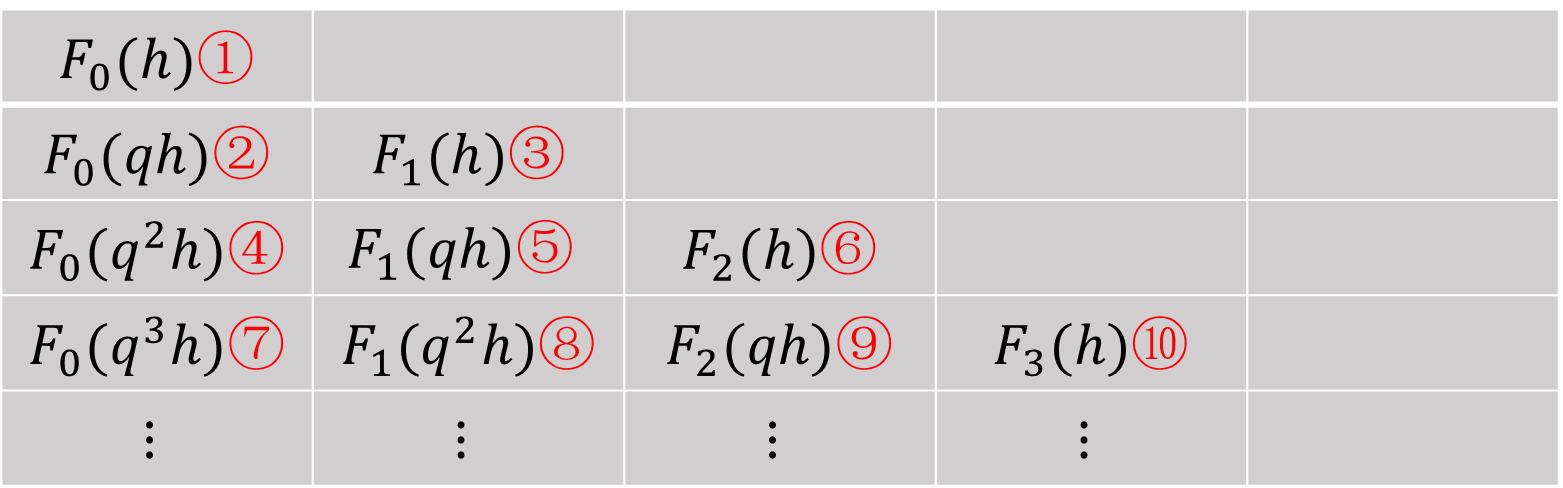 F₀(h)①
F₀(qh)② F₁(h)③
F₀(q²h)④ F₁(qh)⑤ F₂(h)⑥
F₀(q³h)⑦ F₁(q²h)⑧ F₂(qh)⑨ F₃(h)⑩
⋮ ⋮ ⋮ ⋮